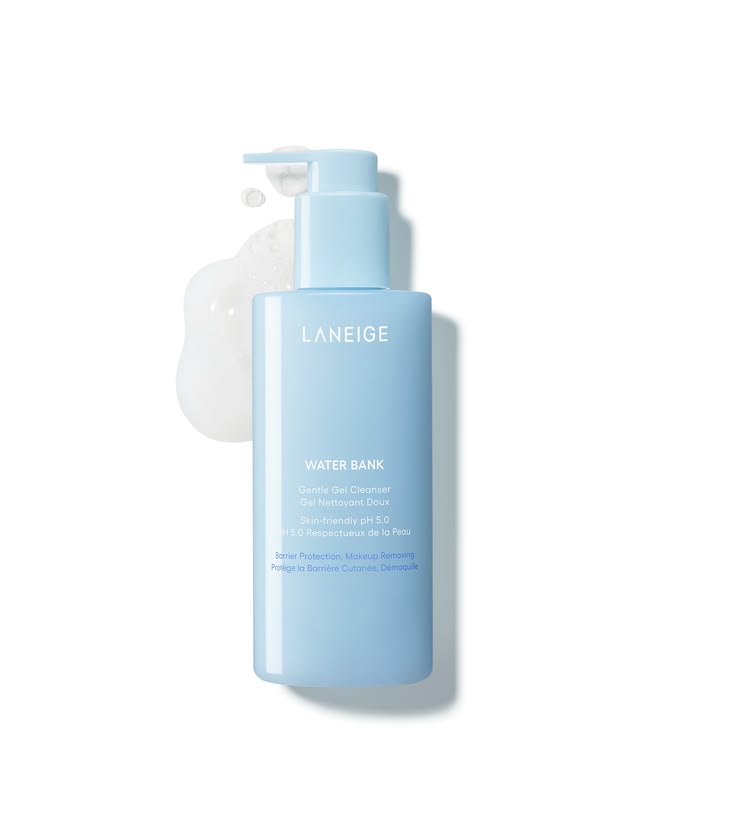 LANEIGE
WATER BANK
Gentle Gel Cleanser
Gel Nettoyant Doux
Skin-friendly pH 5.0
pH 5.0 Respectueux de la Peau
Barrier Protection, Makeup Removing
Protège la Barrière Cutanée, Démaquille